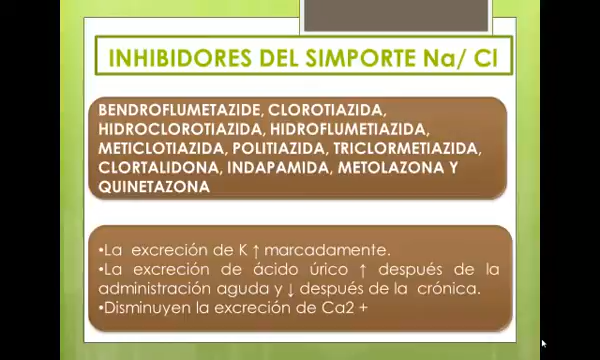 INHIBIDORES DEL SIMPORTE Na/ Cl
BENDROFLUMETAZIDE, CLOROTIAZIDA,
HIDROCLOROTIAZIDA, HIDROFLUMETIAZIDA,
METICLOTIAZIDA, POLITIAZIDA, TRICLORMETIAZIDA,
CLORTALIDONA, INDAPAMIDA, METOLAZONA Y
QUINETAZONA
•La excreción de K ↑ marcadamente.
•La excreción de ácido úrico ↑ después de la
administración aguda y ↓ después de la crónica.
•Disminuyen la excreción de Ca2 +